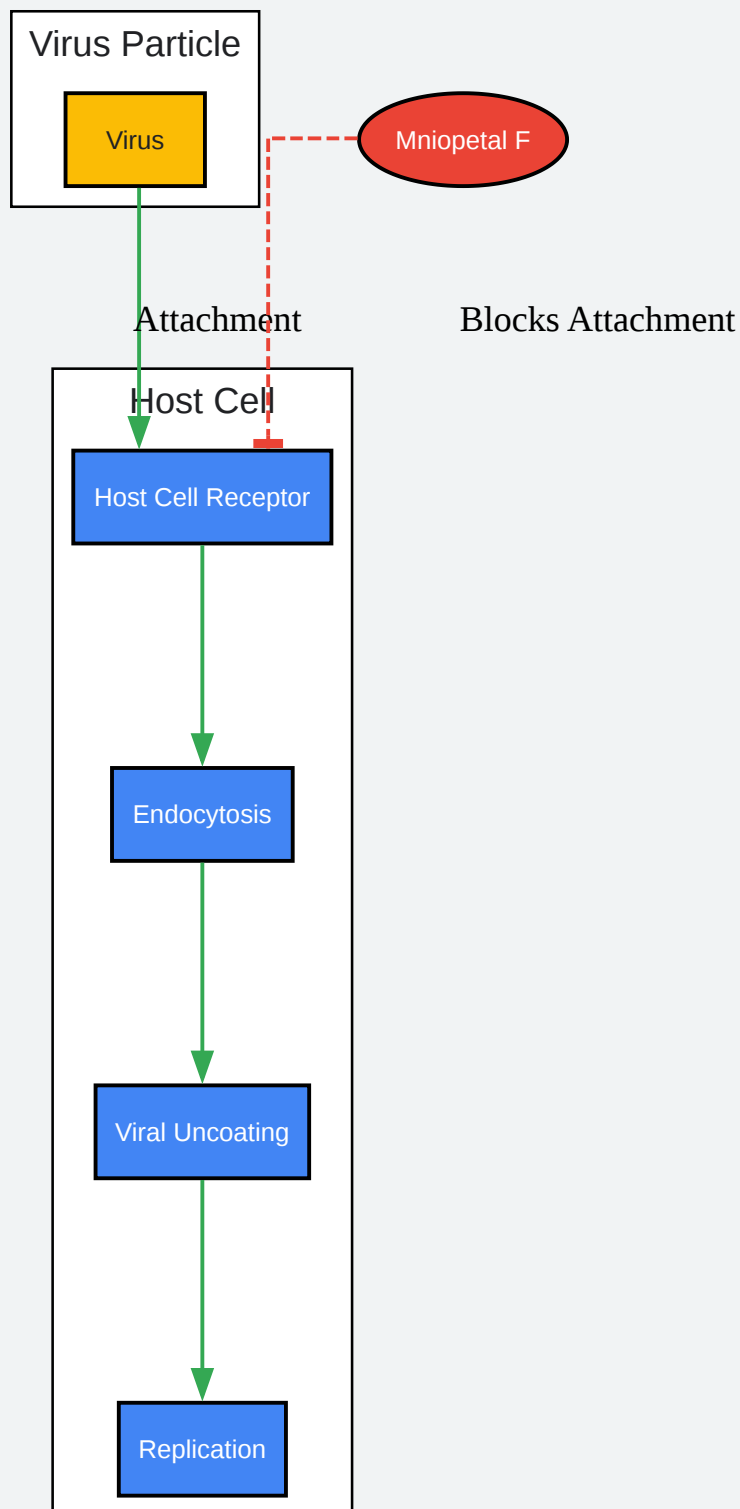 Virus Particle
Virus
Mniopetal F
Attachment
Blocks Attachment
Host Cell
Host Cell Receptor
Endocytosis
Viral Uncoating
Replication